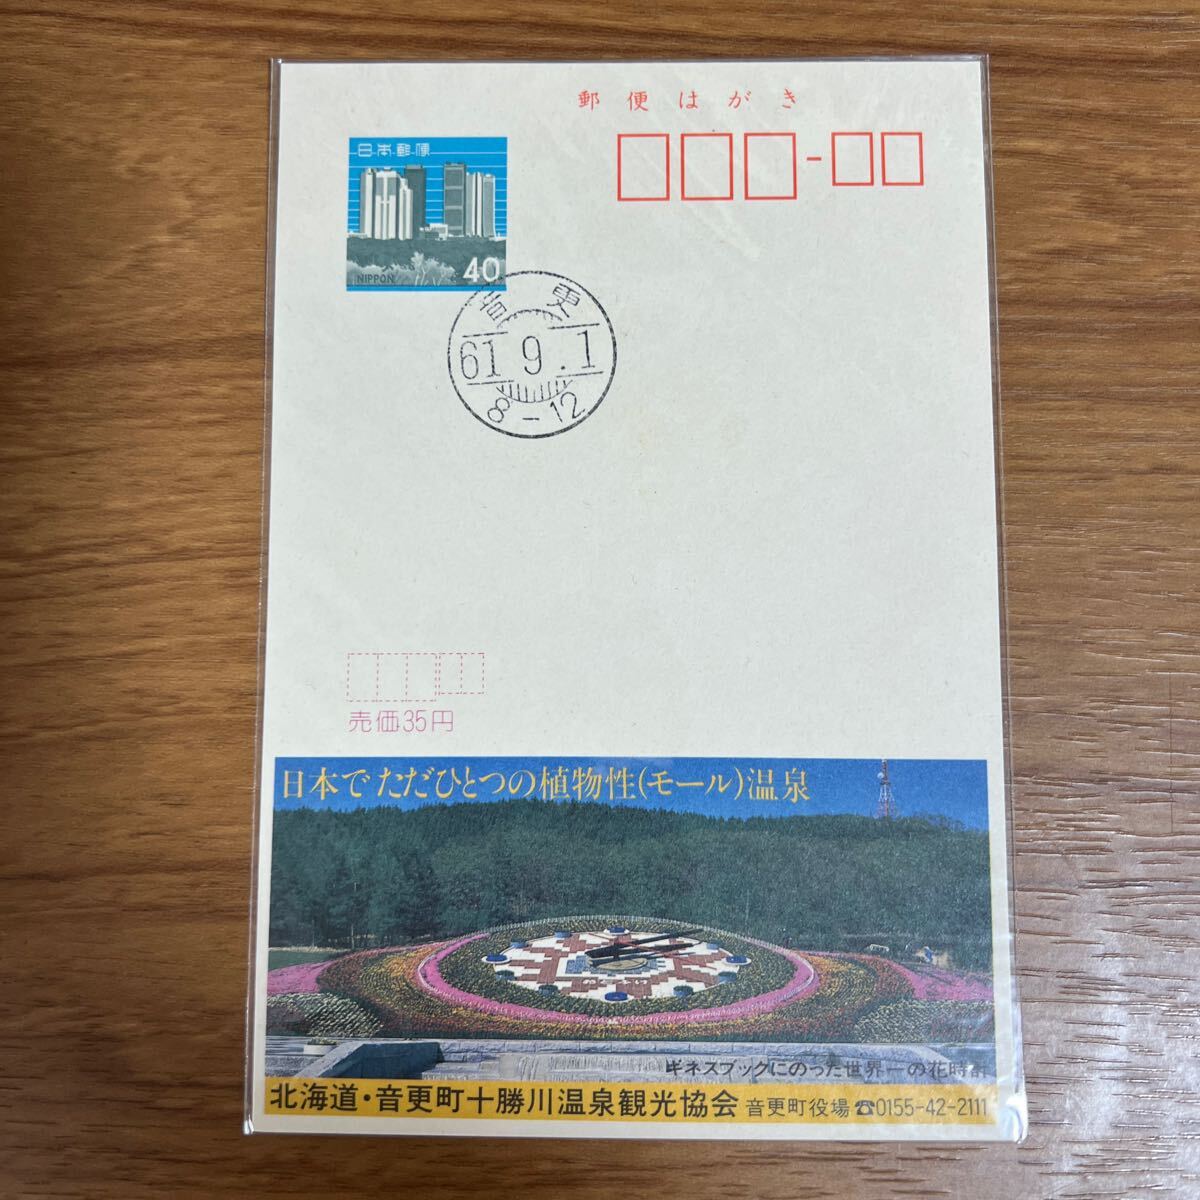 郵便はがき
日本郵便
NIPPON 40
音更
61 9.1
8-12
売価35円
日本でただひとつの植物性(モール)温泉
ギネスブックにのった世界一の花時計
北海道・音更町十勝川温泉観光協会 音更町役場☎0155-42-2111